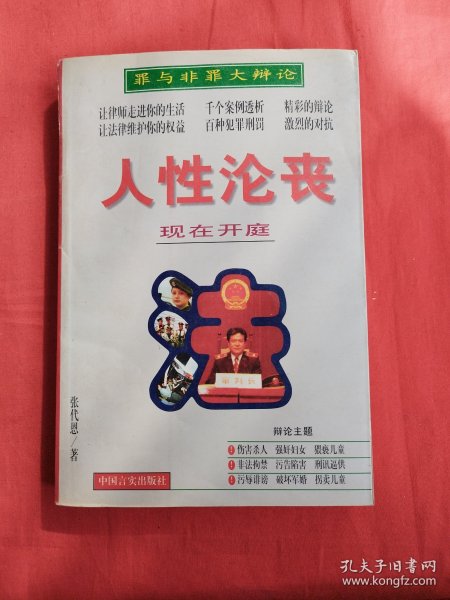 罪与非罪大辩论
让律师走进你的生活 千个案例透析 精彩的辩论
让法律维护你的权益 百种犯罪刑罚 激烈的对抗
人性沦丧
现在开庭
法
审判长
张代恩/著
辩论主题
! 伤害杀人 强奸妇女 猥亵儿童
! 非法拘禁 污告陷害 刑讯逼供
! 污辱诽谤 破坏军婚 拐卖儿童
中国言实出版社
孔夫子旧书网
www.kongfz.com